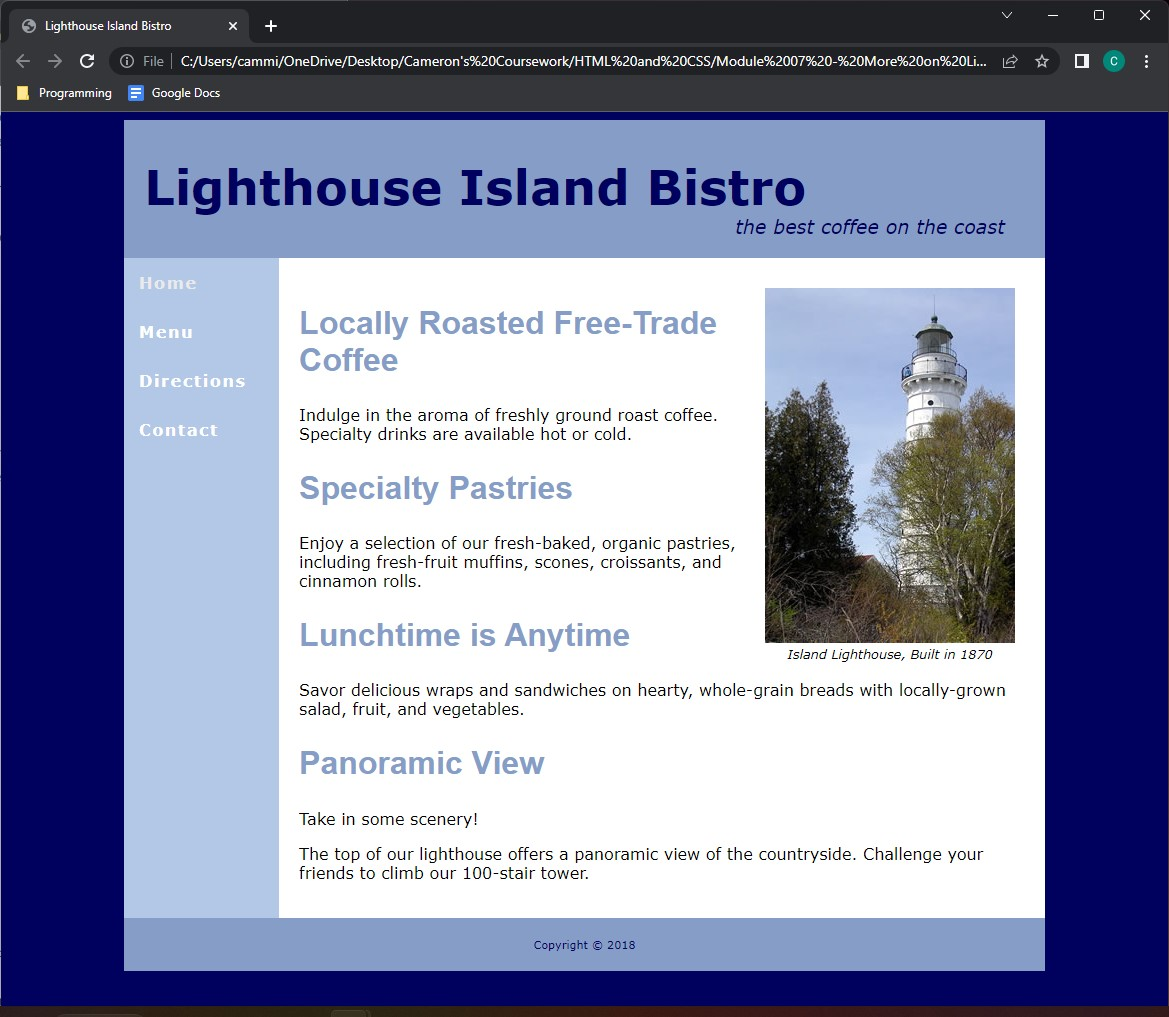 Lighthouse Island Bistro
File
C:/Users/cammi/OneDrive/Desktop/Cameron's%20Coursework/HTML%20and%20CSS/Module%2007%20-%20More%20on%20Li...
C
Programming
Google Docs
Lighthouse Island Bistro
the best coffee on the coast
Home
Menu
Directions
Contact
Locally Roasted Free-Trade
Coffee
Indulge in the aroma of freshly ground roast coffee.
Specialty drinks are available hot or cold.
Specialty Pastries
Enjoy a selection of our fresh-baked, organic pastries,
including fresh-fruit muffins, scones, croissants, and
cinnamon rolls.
Island Lighthouse, Built in 1870
Lunchtime is Anytime
Savor delicious wraps and sandwiches on hearty, whole-grain breads with locally-grown
salad, fruit, and vegetables.
Panoramic View
Take in some scenery!
The top of our lighthouse offers a panoramic view of the countryside. Challenge your
friends to climb our 100-stair tower.
Copyright © 2018